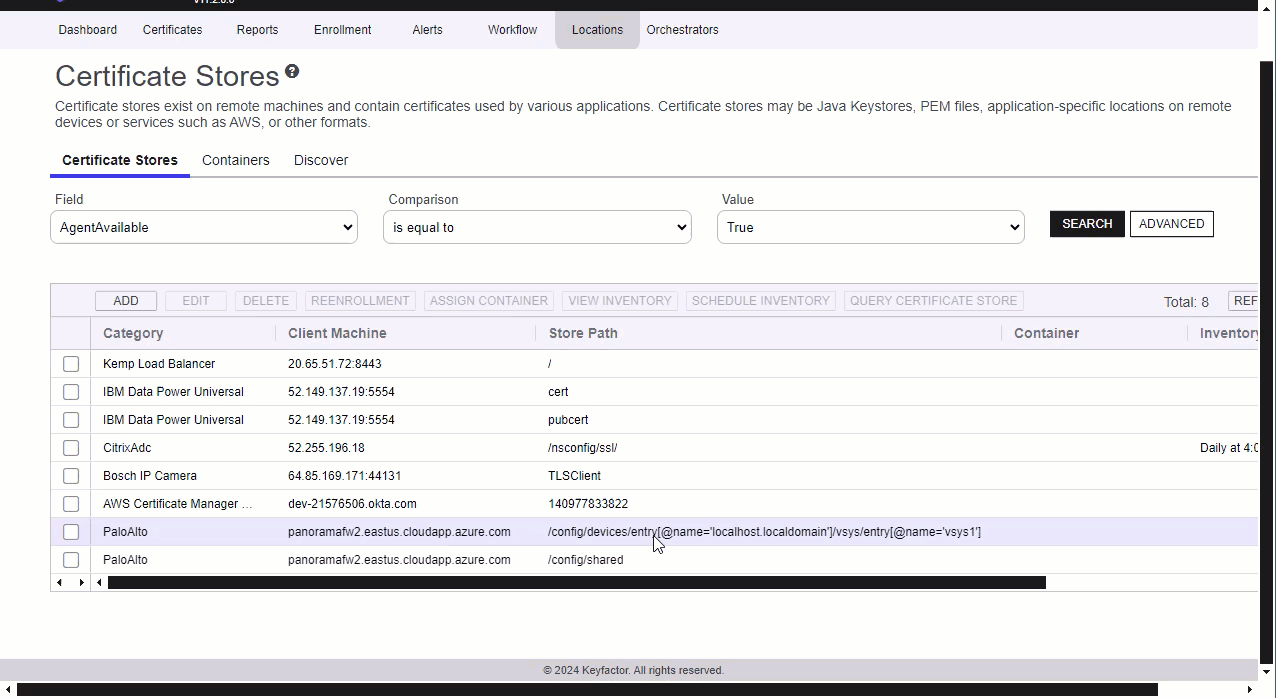 Dashboard Certificates Reports Enrollment Alerts Workflow Locations Orchestrators
Certificate Stores ?
Certificate stores exist on remote machines and contain certificates used by various applications. Certificate stores may be Java Keystores, PEM files, application-specific locations on remote
devices or services such as AWS, or other formats.
Certificate Stores Containers Discover
Field Comparison Value
AgentAvailable is equal to True SEARCH ADVANCED
ADD EDIT DELETE REENROLLMENT ASSIGN CONTAINER VIEW INVENTORY SCHEDULE INVENTORY QUERY CERTIFICATE STORE Total: 8 REF
Category Client Machine Store Path Container Inventory
Kemp Load Balancer 20.65.51.72:8443 /
IBM Data Power Universal 52.149.137.19:5554 cert
IBM Data Power Universal 52.149.137.19:5554 pubcert
CitrixAdc 52.255.196.18 /nsconfig/ssl/ Daily at 4:0
Bosch IP Camera 64.85.169.171:44131 TLSClient
AWS Certificate Manager ... dev-21576506.okta.com 140977833822
PaloAlto panoramafw2.eastus.cloudapp.azure.com /config/devices/entry[@name='localhost.localdomain']/vsys/entry[@name='vsys1']
PaloAlto panoramafw2.eastus.cloudapp.azure.com /config/shared
© 2024 Keyfactor. All rights reserved.